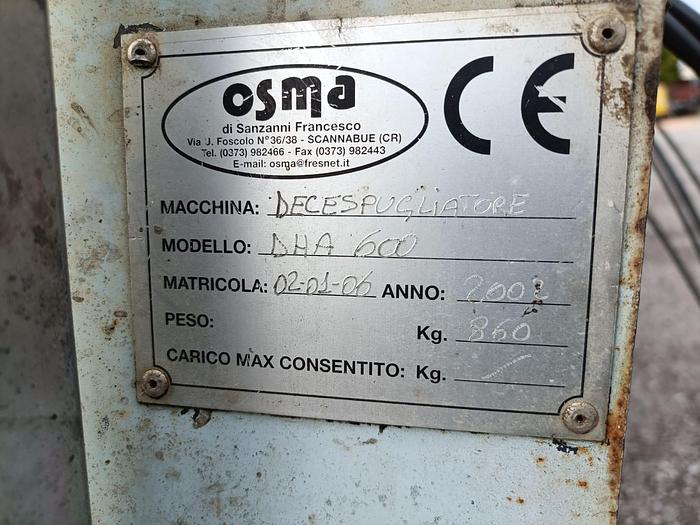 osma
CE
di Sanzanni Francesco
Via J. Foscolo N° 36/38 - SCANNABUE (CR)
Tel. (0373) 982466 - Fax (0373) 982443
E-mail: osma@fresnet.it
MACCHINA: DECESPUGLIATORE
MODELLO: DHA 600
MATRICOLA: 02-01-06 ANNO:
PESO: Kg. 860
CARICO MAX CONSENTITO: Kg.